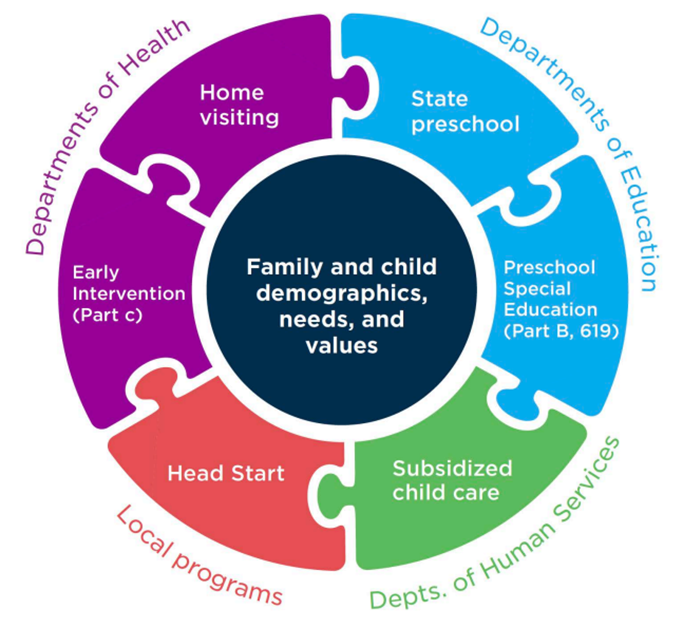 Departments of Health
Departments of Education
Home
visiting
State
preschool
Early
Intervention
(Part c)
Family and child
demographics,
needs, and
values
Preschool
Special
Education
(Part B, 619)
Head Start
Subsidized
child care
Local programs
Depts. of Human Services